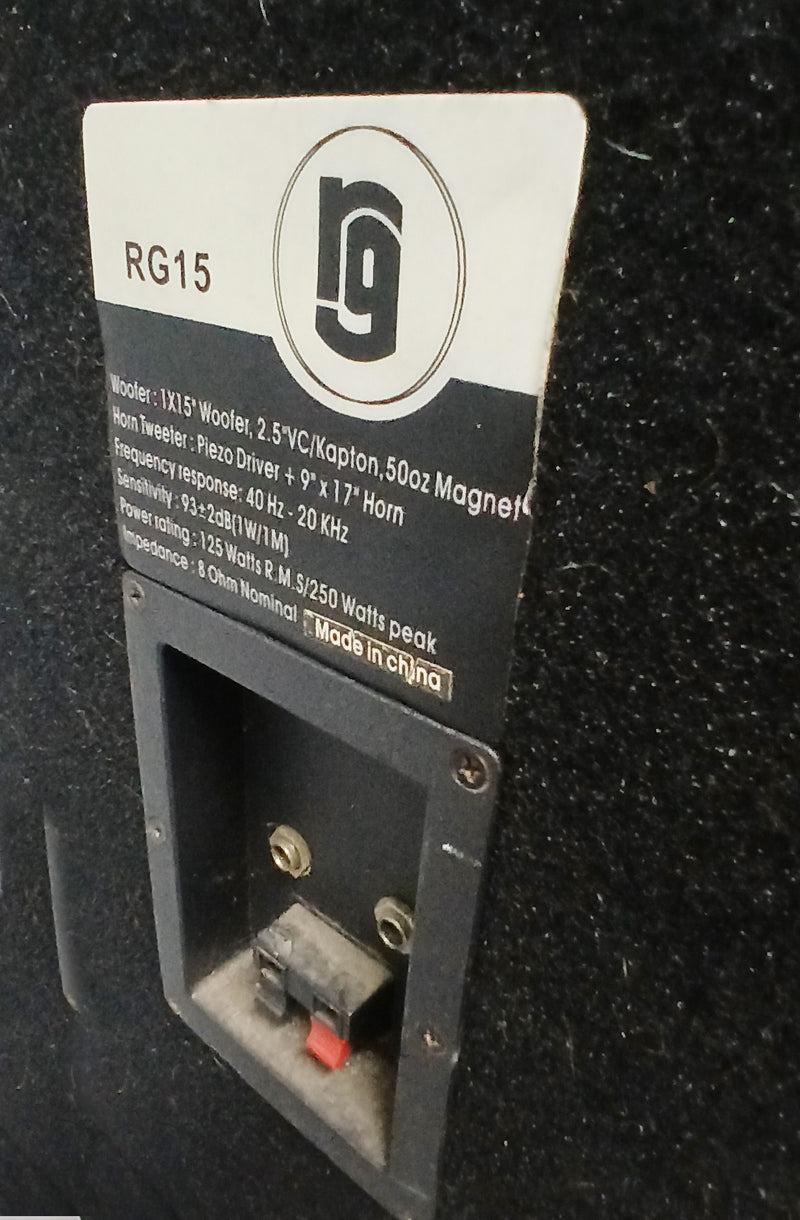 rg
RG15
Woofer : 1X15" Woofer, 2.5"VC/Kapton,50oz Magnet
Horn Tweeter : Piezo Driver + 9" x 17" Horn
Frequency response: 40 Hz - 20 KHz
Sensitivity : 93±2dB(1W/1M)
Power rating : 125 Watts R.M.S/250 Watts peak
Impedance : 8 Ohm Nominal
Made in china